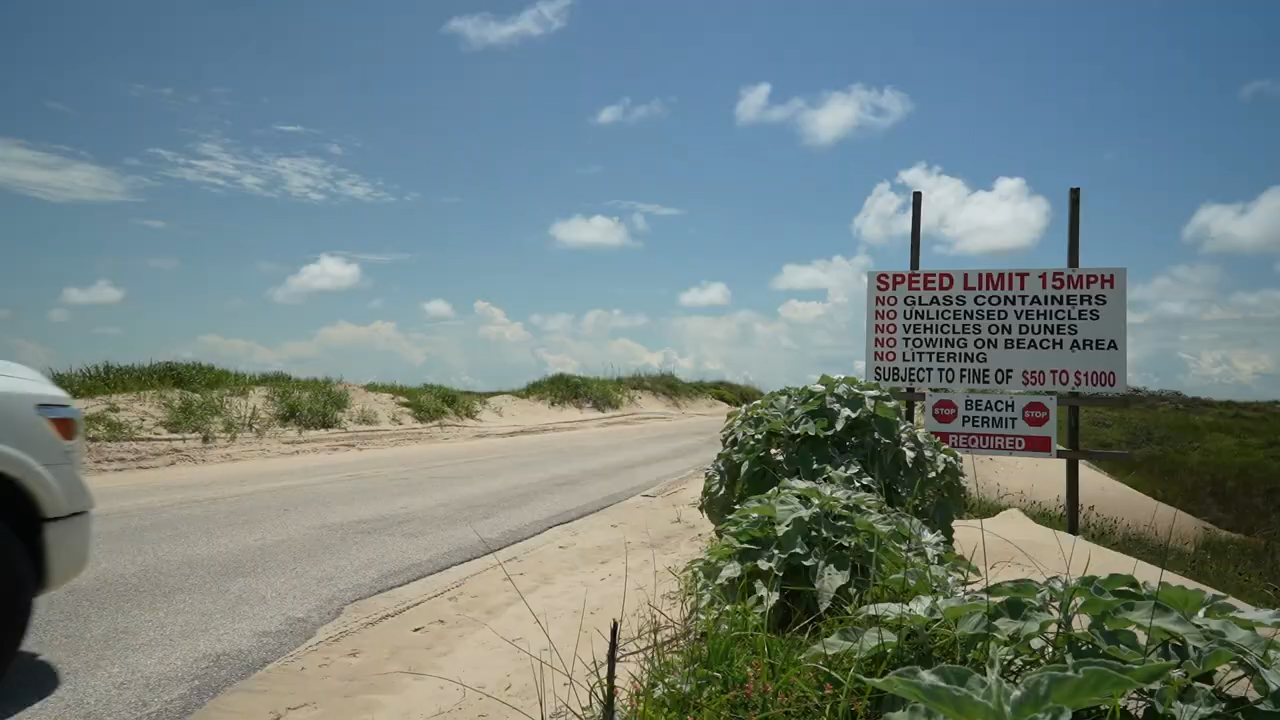 SPEED LIMIT 15MPH
NO GLASS CONTAINERS
NO UNLICENSED VEHICLES
NO VEHICLES ON DUNES
NO TOWING ON BEACH AREA
NO LITTERING
SUBJECT TO FINE OF $50 TO $1000
STOP BEACH PERMIT STOP
REQUIRED